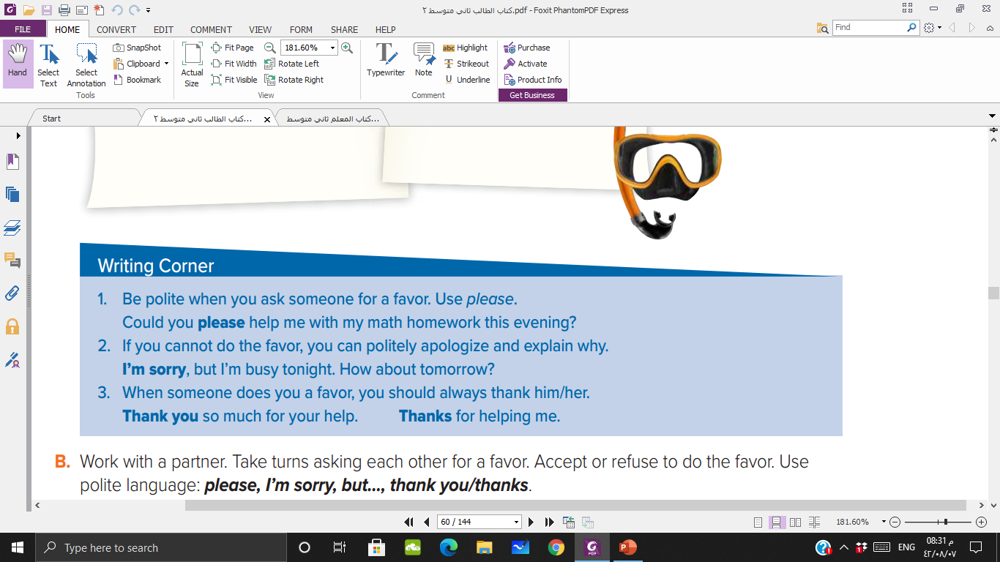 كتاب الطالب ثاني متوسط ٢.pdf - Foxit PhantomPDF Express
FILE
HOME
CONVERT
EDIT
COMMENT
VIEW
FORM
SHARE
HELP
Find
Hand
Select Text
Select Annotation
SnapShot
Clipboard
Bookmark
Tools
Actual Size
Fit Page
Fit Width
Fit Visible
181.60%
Rotate Left
Rotate Right
View
Typewriter
Note
abc Highlight
T Strikeout
U Underline
Comment
Purchase
Activate
Product Info
Get Business
Start
كتاب الطالب ثاني متوسط ٢...
كتاب المعلم ثاني متوسط...
Writing Corner
1. Be polite when you ask someone for a favor. Use please.
Could you please help me with my math homework this evening?
2. If you cannot do the favor, you can politely apologize and explain why.
I'm sorry, but I'm busy tonight. How about tomorrow?
3. When someone does you a favor, you should always thank him/her.
Thank you so much for your help. Thanks for helping me.
B. Work with a partner. Take turns asking each other for a favor. Accept or refuse to do the favor. Use
polite language: please, I'm sorry, but…, thank you/thanks.
60 / 144
181.60%
Type here to search
ENG
08:31 م
٤٢/٠٨/٠٧